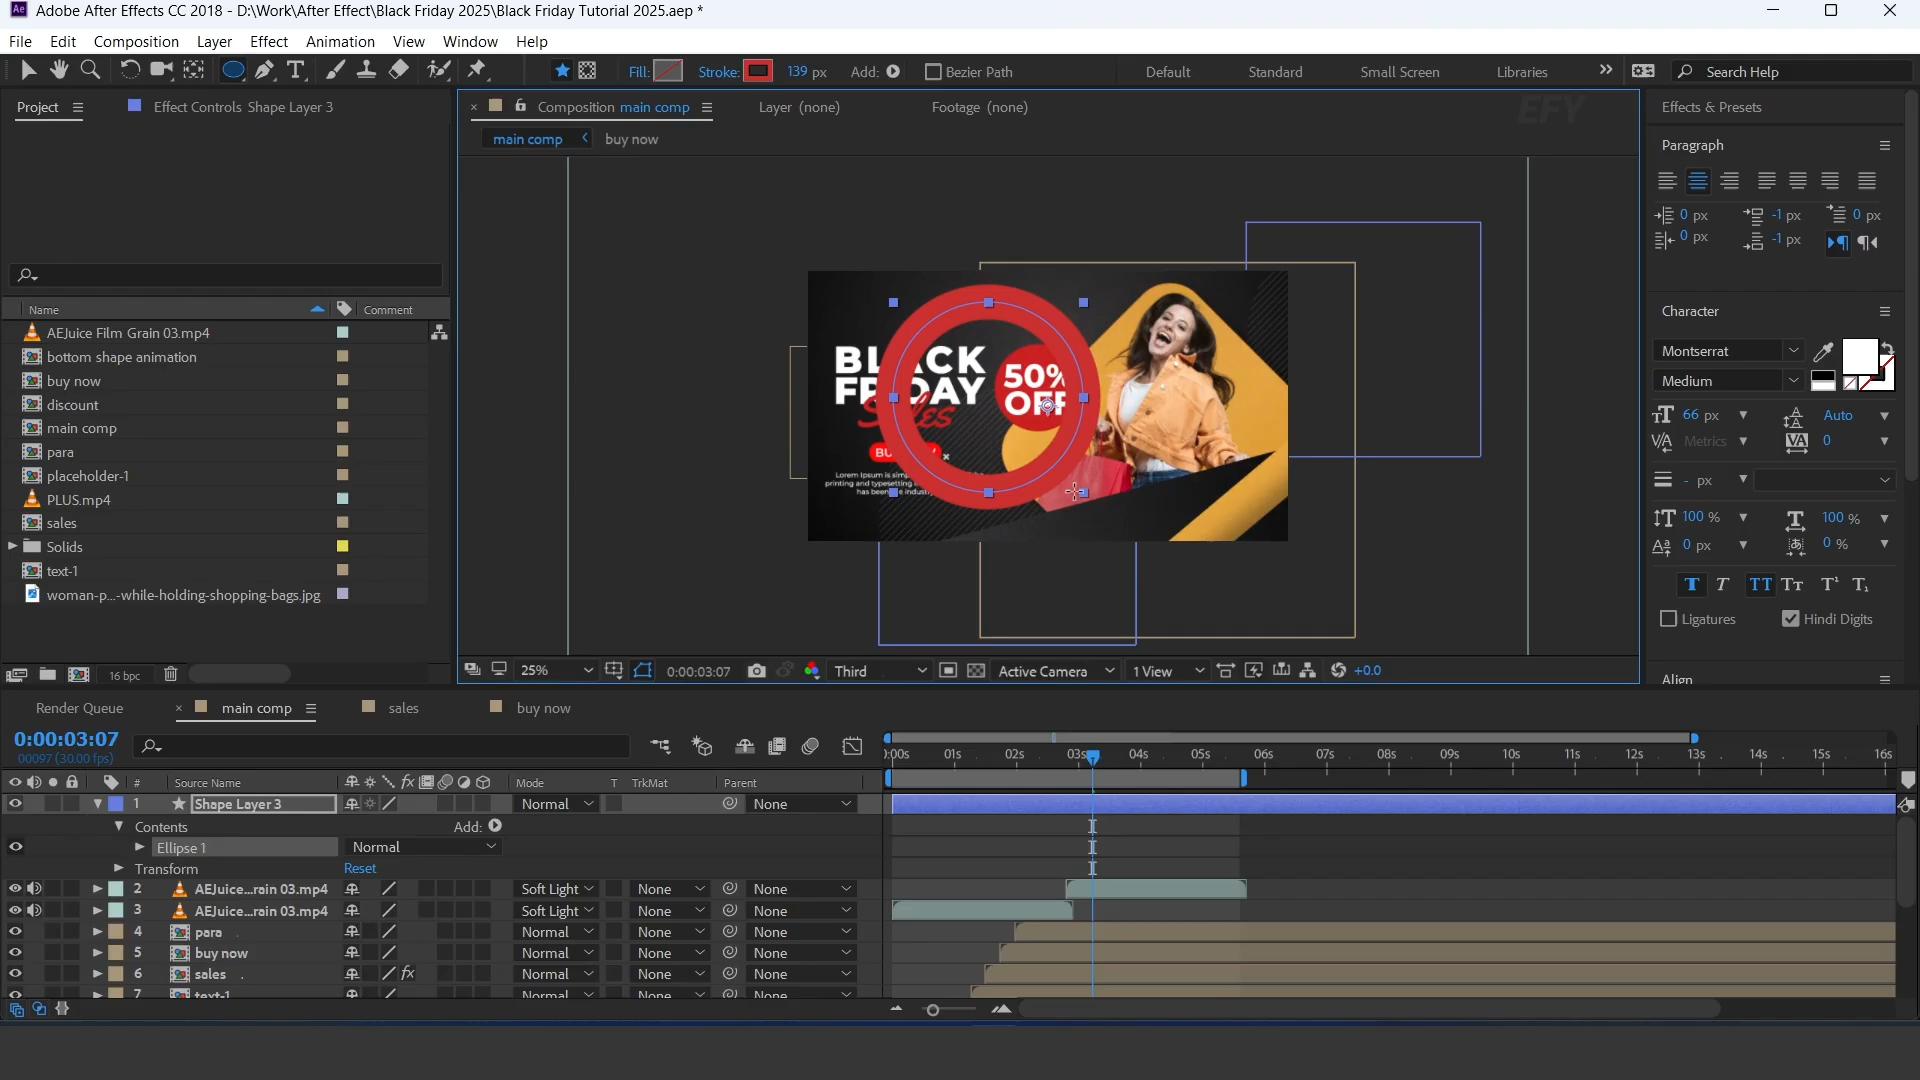 Adobe After Effects CC 2018 - D:\Work\After Effect\Black Friday 2025\Black Friday Tutorial 2025.aep *
File Edit Composition Layer Effect Animation View Window Help
Fill: Stroke: 139 px Add: Bezier Path Default Standard Small Screen Libraries Search Help
Project Effect Controls Shape Layer 3
Composition main comp Layer (none) Footage (none)
EFY
Effects & Presets
main comp buy now
Paragraph
0 px -1 px 0 px
0 px -1 px
Name Comment
AEJuice Film Grain 03.mp4
bottom shape animation
buy now
discount
main comp
para
placeholder-1
PLUS.mp4
sales
Solids
text-1
woman-p...-while-holding-shopping-bags.jpg
16 bpc
BLACK
FRIDAY
Sales
50%
OFF
Lorem Ipsum is simp
printing and typesetting
has been industry
25% 0:00:03:07 Third Active Camera 1 View +0.0
Character
Montserrat
Medium
66 px Auto
Metrics 0
- px
100 % 100 %
0 px 0 %
T T TT Tт T¹ T₁
Ligatures Hindi Digits
Align
Render Queue main comp sales buy now
0:00:03:07
00097 (30.00 fps)
:00s 01s 02s 03s 04s 05s 06s 07s 08s 09s 10s 11s 12s 13s 14s 15s 16s
# Source Name Mode T TrkMat Parent
1 Shape Layer 3 Normal None
Contents Add:
Ellipse 1 Normal
Transform Reset
2 AEJuice...rain 03.mp4 Soft Light None None
3 AEJuice...rain 03.mp4 Soft Light None None
4 para Normal None None
5 buy now Normal None None
6 sales Normal None None
7 text-1 Normal None None